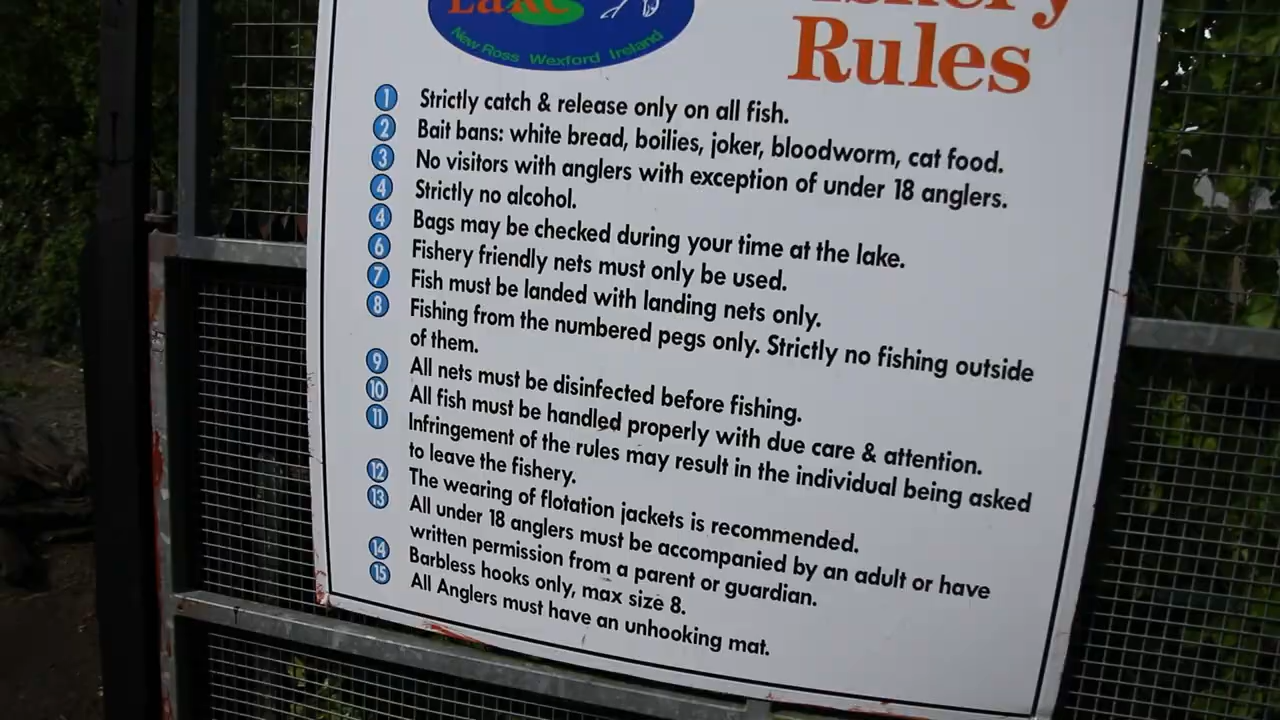 Lake
New Ross Wexford Ireland
Rules
1 Strictly catch & release only on all fish.
2 Bait bans: white bread, boilies, joker, bloodworm, cat food.
3 No visitors with anglers with exception of under 18 anglers.
4 Strictly no alcohol.
4 Bags may be checked during your time at the lake.
6 Fishery friendly nets must only be used.
7 Fish must be landed with landing nets only.
8 Fishing from the numbered pegs only. Strictly no fishing outside
of them.
9 All nets must be disinfected before fishing.
10 All fish must be handled properly with due care & attention.
11 Infringement of the rules may result in the individual being asked
to leave the fishery.
12 The wearing of flotation jackets is recommended.
13 All under 18 anglers must be accompanied by an adult or have
written permission from a parent or guardian.
14 Barbless hooks only, max size 8.
15 All Anglers must have an unhooking mat.